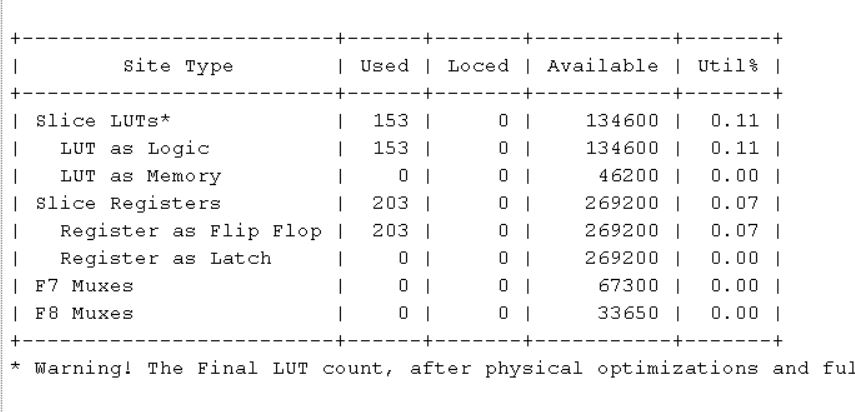 +-------------------------+------+-------+-----------+-------+
|        Site Type        | Used | Loced | Available | Util% |
+-------------------------+------+-------+-----------+-------+
| Slice LUTs*             |  153 |     0 |    134600 |  0.11 |
|   LUT as Logic          |  153 |     0 |    134600 |  0.11 |
|   LUT as Memory         |    0 |     0 |     46200 |  0.00 |
| Slice Registers         |  203 |     0 |    269200 |  0.07 |
|   Register as Flip Flop |  203 |     0 |    269200 |  0.07 |
|   Register as Latch     |    0 |     0 |    269200 |  0.00 |
| F7 Muxes                |    0 |     0 |     67300 |  0.00 |
| F8 Muxes                |    0 |     0 |     33650 |  0.00 |
+-------------------------+------+-------+-----------+-------+
* Warning! The Final LUT count, after physical optimizations and ful